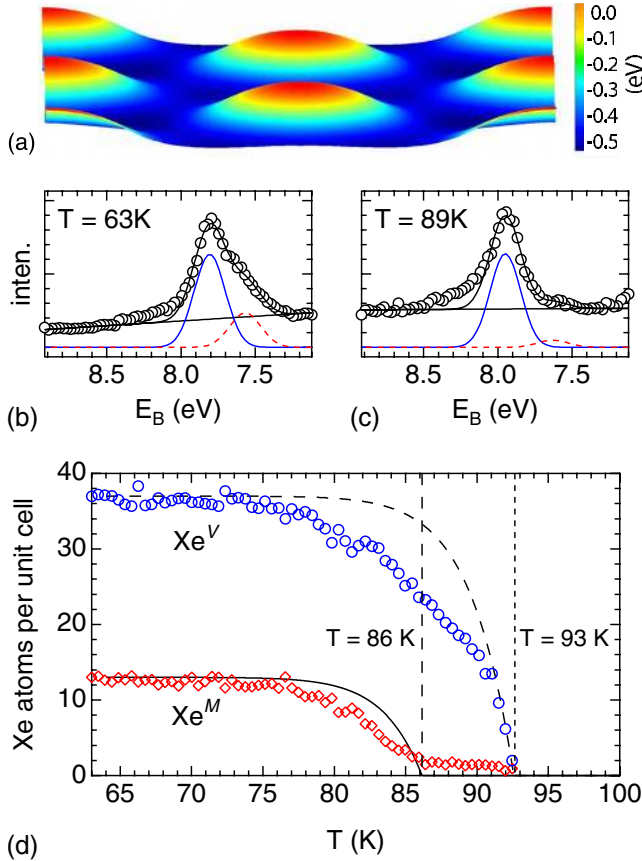 0.0
-0.1
-0.2
-0.3
-0.4
-0.5
(eV)
(a)
T = 63K
T = 89K
inten.
8.5 8.0 7.5
8.5 8.0 7.5
(b) E_B (eV)
(c) E_B (eV)
40
30
20
10
0
Xe atoms per unit cell
Xe^V
T = 86 K
T = 93 K
Xe^M
65 70 75 80 85 90 95 100
(d) T (K)